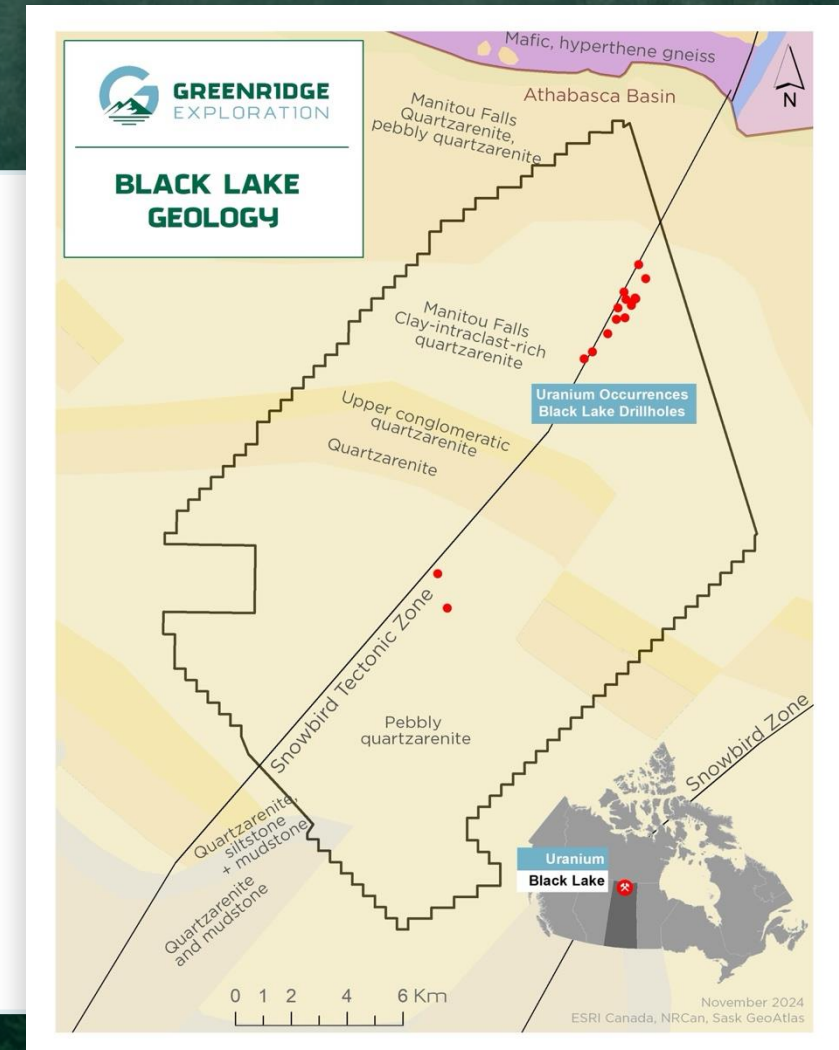 GREENR1DGE
EXPLORATION
BLACK LAKE
GEOLOGY
Mafic, hyperthene gneiss
Athabasca Basin
N
Manitou Falls
Quartzarenite,
pebbly quartzarenite
Manitou Falls
Clay-intraclast-rich
quartzarenite
Uranium Occurrences
Black Lake Drillholes
Upper conglomeratic
quartzarenite
Quartzarenite
Snowbird Tectonic Zone
Pebbly
quartzarenite
Snowbird Zone
Quartzarenite,
siltstone
+ mudstone
Quartzarenite
and mudstone
Uranium
Black Lake
0 1 2 4 6 Km
November 2024
ESRI Canada, NRCan, Sask GeoAtlas